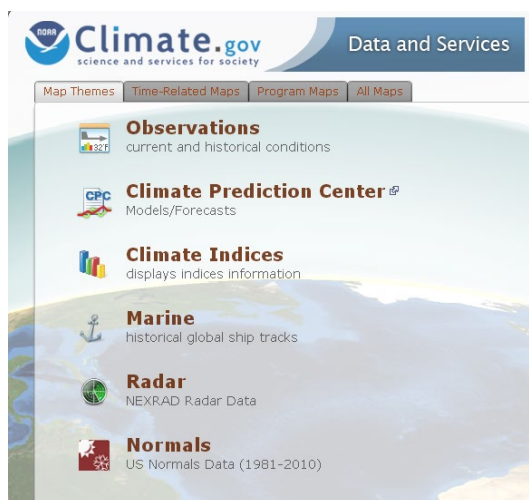 NOAA
Climate.gov
science and services for society
Data and Services
Map Themes
Time-Related Maps
Program Maps
All Maps
32°F
Observations
current and historical conditions
CPC
Climate Prediction Center
Models/Forecasts
Climate Indices
displays indices information
Marine
historical global ship tracks
Radar
NEXRAD Radar Data
Normals
US Normals Data (1981-2010)